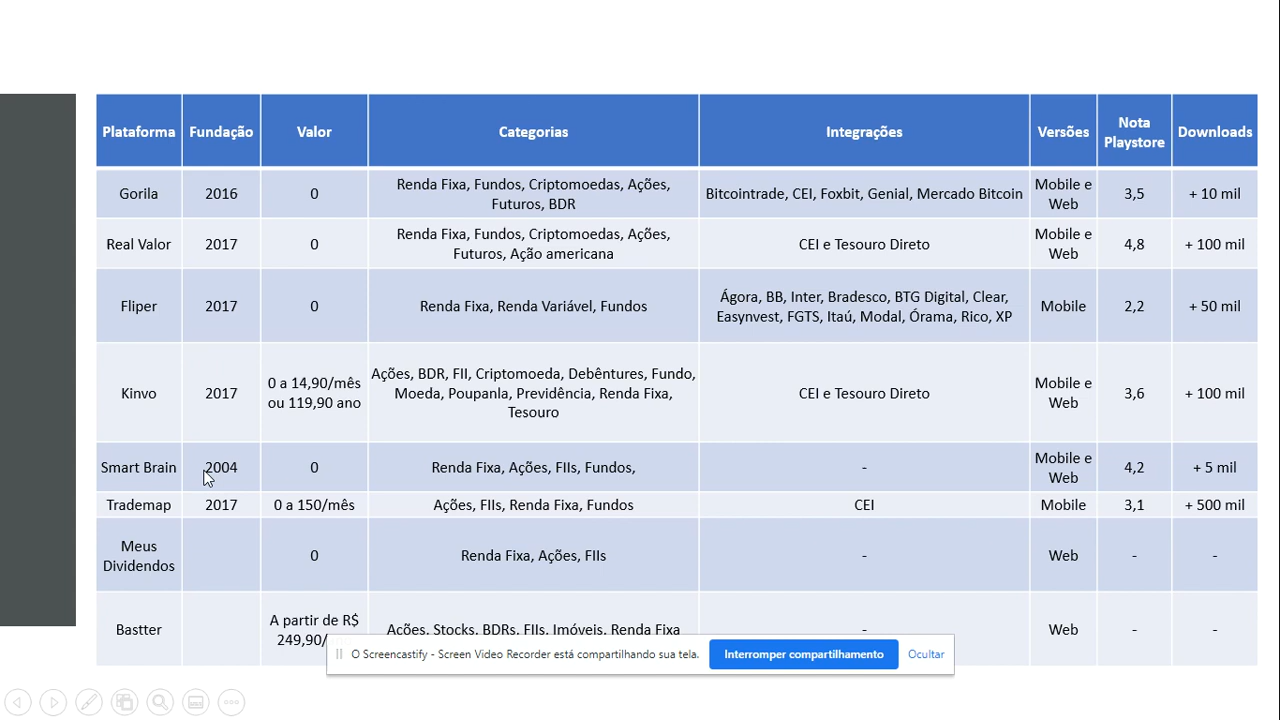 Plataforma Fundação Valor Categorias Integrações Versões Nota Playstore Downloads
Gorila 2016 0 Renda Fixa, Fundos, Criptomoedas, Ações, Futuros, BDR Bitcointrade, CEI, Foxbit, Genial, Mercado Bitcoin Mobile e Web 3,5 + 10 mil
Real Valor 2017 0 Renda Fixa, Fundos, Criptomoedas, Ações, Futuros, Ação americana CEI e Tesouro Direto Mobile e Web 4,8 + 100 mil
Fliper 2017 0 Renda Fixa, Renda Variável, Fundos Ágora, BB, Inter, Bradesco, BTG Digital, Clear, Easynvest, FGTS, Itaú, Modal, Órama, Rico, XP Mobile 2,2 + 50 mil
Kinvo 2017 0 a 14,90/mês ou 119,90 ano Ações, BDR, FII, Criptomoeda, Debêntures, Fundo, Moeda, Poupanla, Previdência, Renda Fixa, Tesouro CEI e Tesouro Direto Mobile e Web 3,6 + 100 mil
Smart Brain 2004 0 Renda Fixa, Ações, FIIs, Fundos, - Mobile e Web 4,2 + 5 mil
Trademap 2017 0 a 150/mês Ações, FIIs, Renda Fixa, Fundos CEI Mobile 3,1 + 500 mil
Meus Dividendos 0 Renda Fixa, Ações, FIIs - Web - -
Bastter A partir de R$ 249,90/ Ações, Stocks, BDRs, FIIs, Imóveis, Renda Fixa - Web - -
O Screencastify - Screen Video Recorder está compartilhando sua tela. Interromper compartilhamento Ocultar